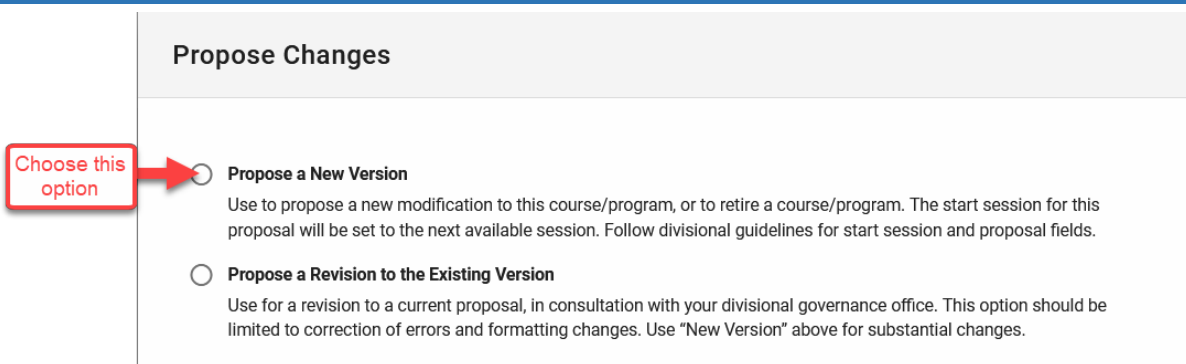 Propose Changes
Choose this
option
Propose a New Version
Use to propose a new modification to this course/program, or to retire a course/program. The start session for this
proposal will be set to the next available session. Follow divisional guidelines for start session and proposal fields.
Propose a Revision to the Existing Version
Use for a revision to a current proposal, in consultation with your divisional governance office. This option should be
limited to correction of errors and formatting changes. Use “New Version” above for substantial changes.